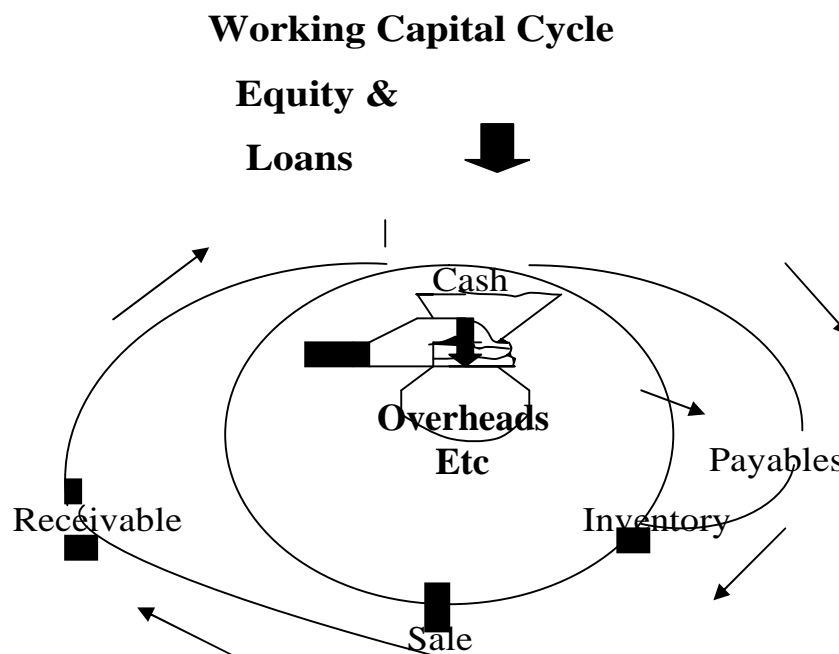 Working Capital Cycle
Equity &
Loans
Cash
Overheads
Etc
Payables
Receivable
Inventory
Sale